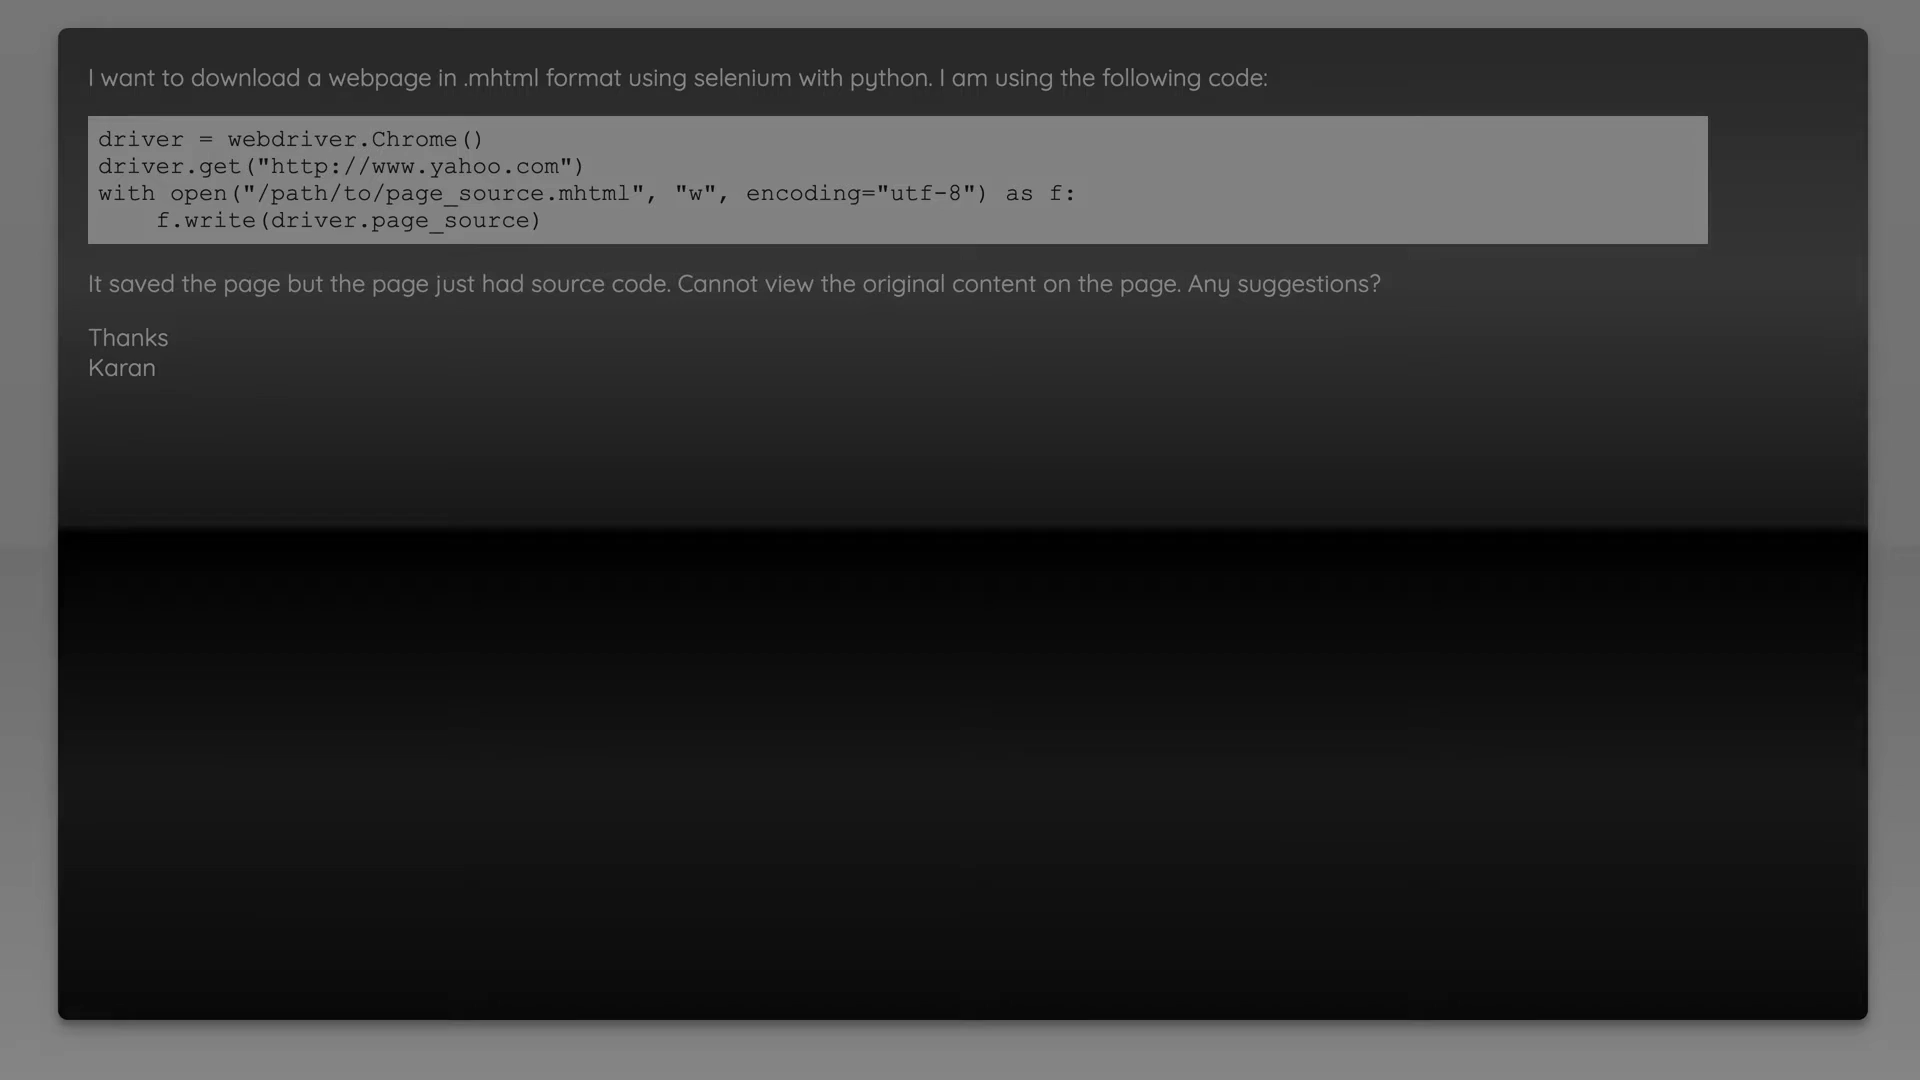 I want to download a webpage in .mhtml format using selenium with python. I am using the following code:
driver = webdriver.Chrome()
driver.get("http://www.yahoo.com")
with open("/path/to/page_source.mhtml", "w", encoding="utf-8") as f:
    f.write(driver.page_source)
It saved the page but the page just had source code. Cannot view the original content on the page. Any suggestions?
Thanks
Karan